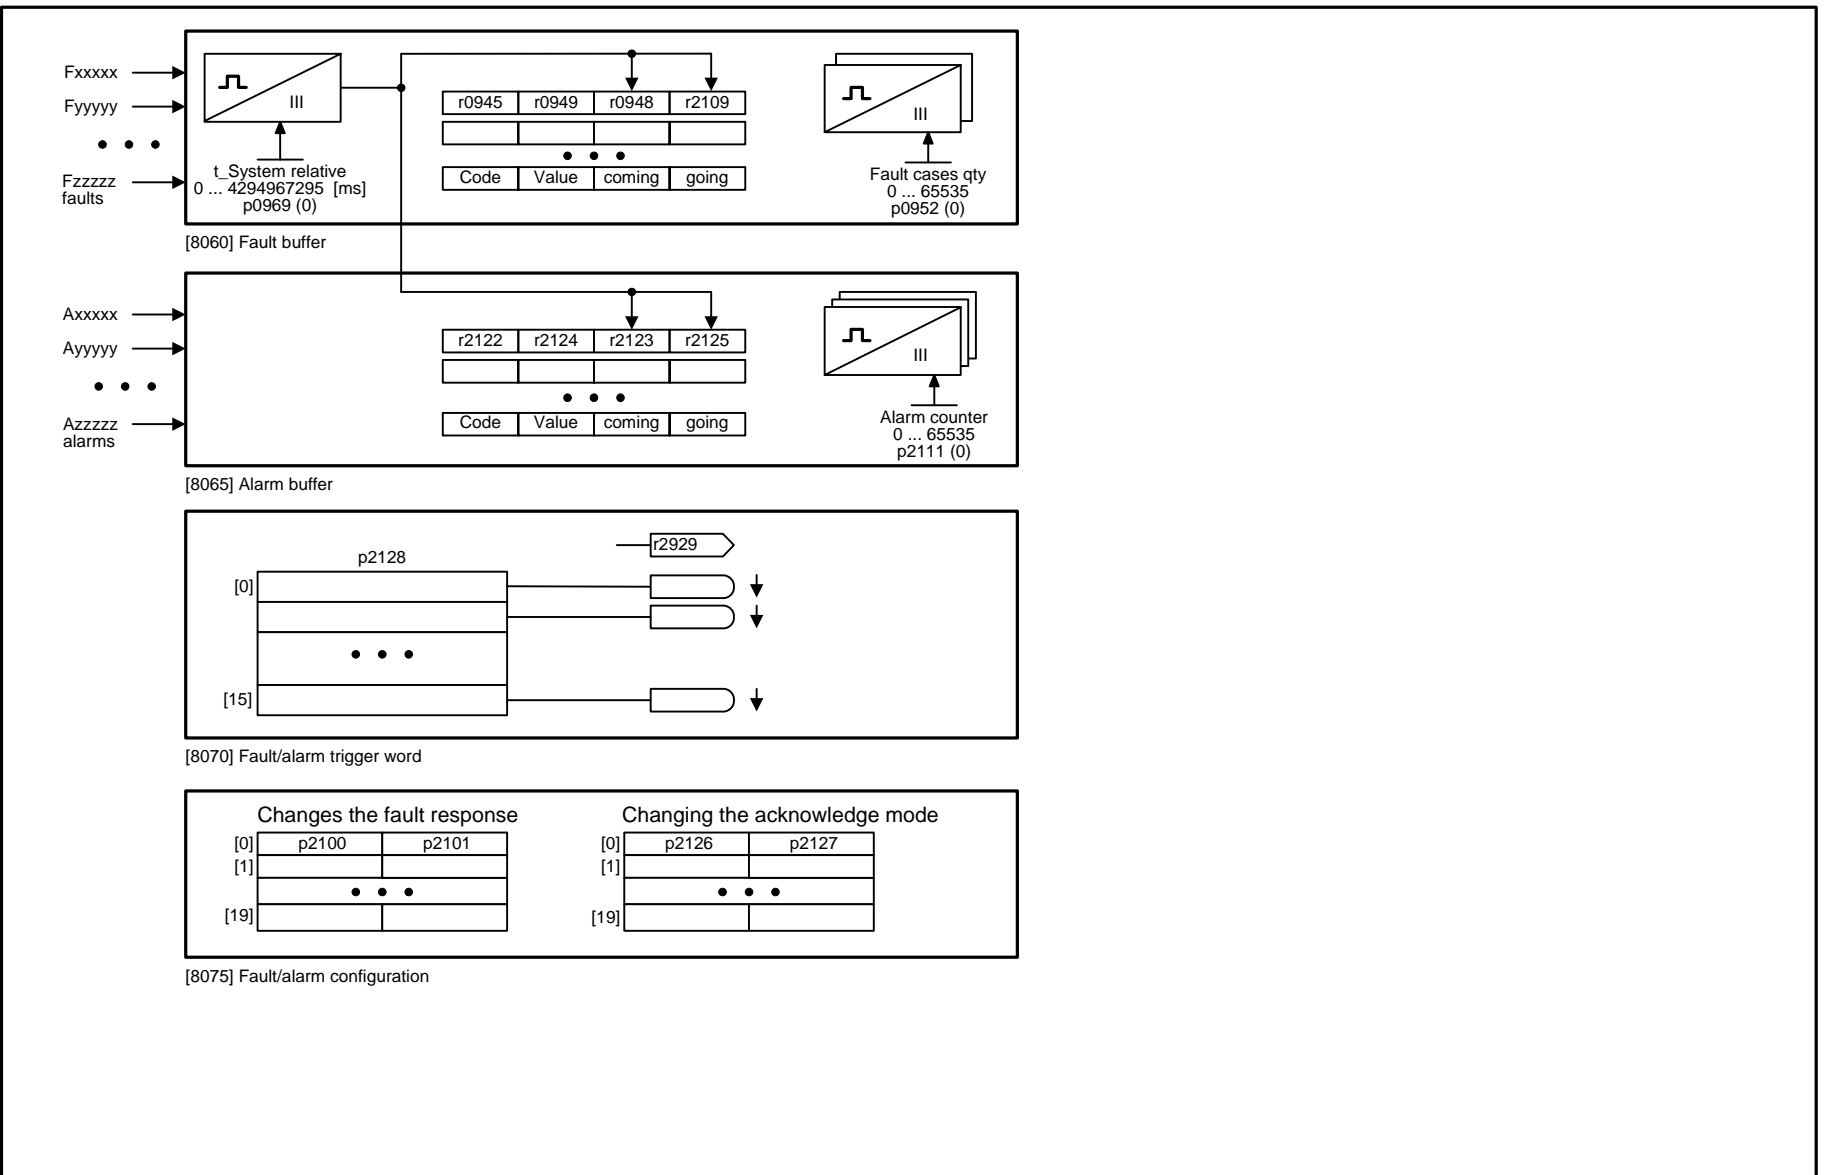 Fxxxxx
Fyyyyy
Fzzzzz
faults
III
t_System relative
0 ... 4294967295 [ms]
p0969 (0)
r0945 r0949 r0948 r2109
Code Value coming going
III
Fault cases qty
0 ... 65535
p0952 (0)
[8060] Fault buffer
Axxxxx
Ayyyyy
Azzzzz
alarms
r2122 r2124 r2123 r2125
Code Value coming going
III
Alarm counter
0 ... 65535
p2111 (0)
[8065] Alarm buffer
p2128
[0]
[15]
r2929
[8070] Fault/alarm trigger word
Changes the fault response
[0] p2100 p2101
[1]
[19]
Changing the acknowledge mode
[0] p2126 p2127
[1]
[19]
[8075] Fault/alarm configuration